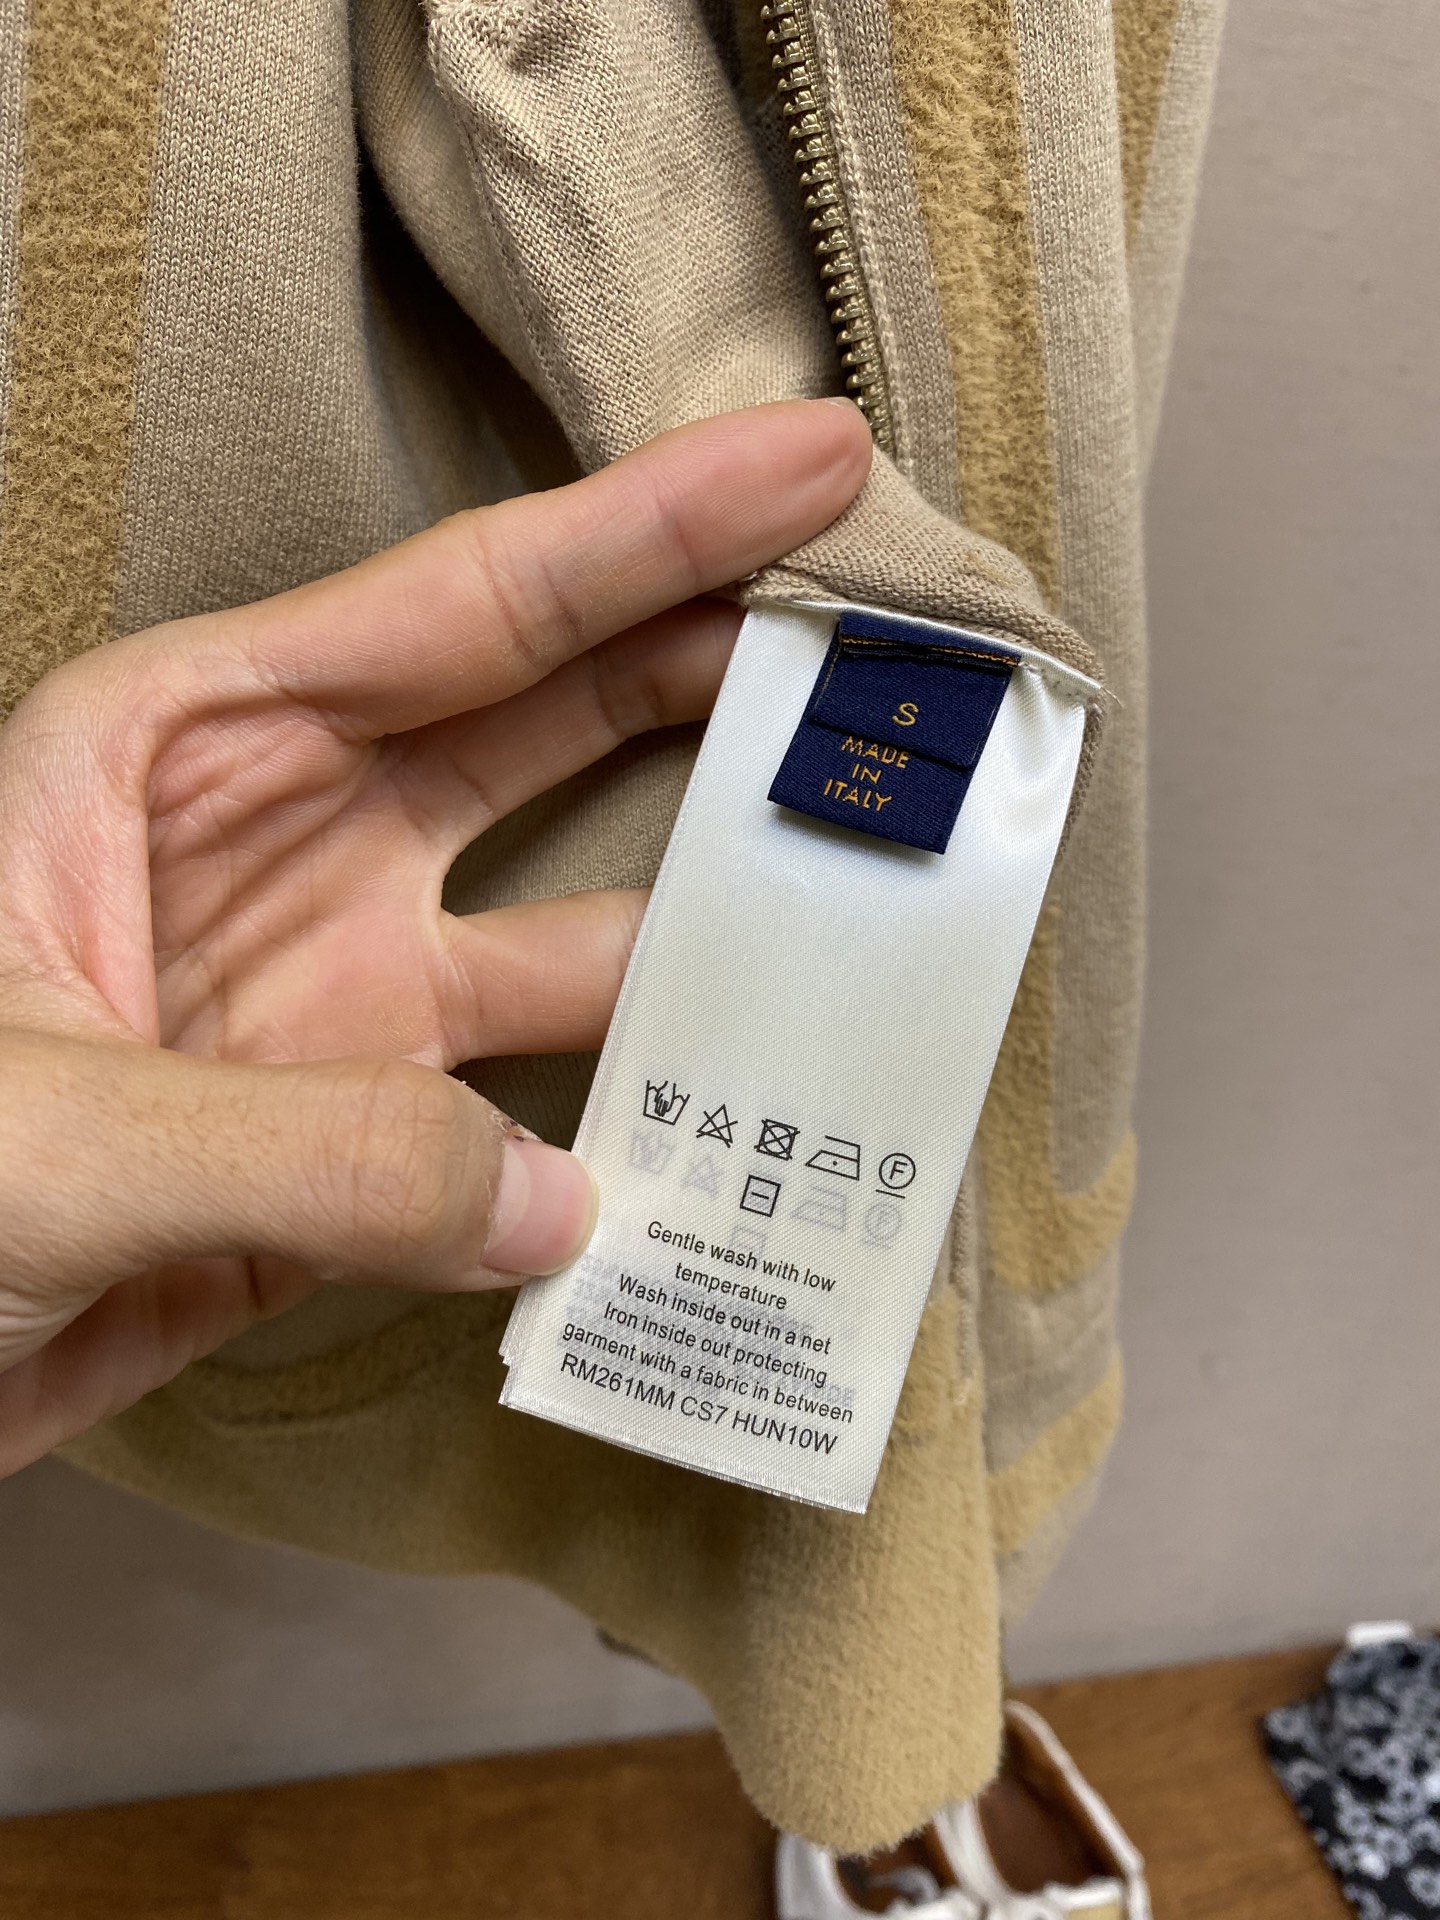 S
MADE
IN
ITALY
F
Gentle wash with low
temperature
Wash inside out in a net
Iron inside out protecting
garment with a fabric in between
RM261MM CS7 HUN10W